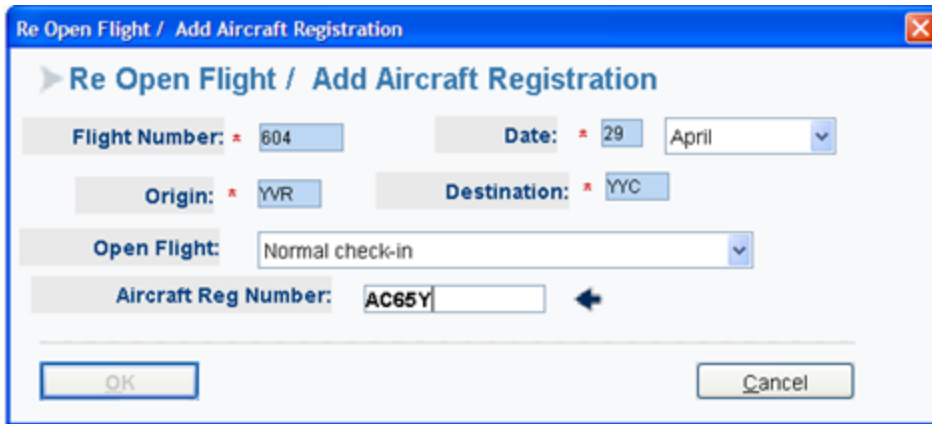 Re Open Flight / Add Aircraft Registration
Re Open Flight / Add Aircraft Registration
Flight Number: * 604 Date: * 29 April
Origin: * YVR Destination: * YYC
Open Flight: Normal check-in
Aircraft Reg Number: AC65Y
OK Cancel